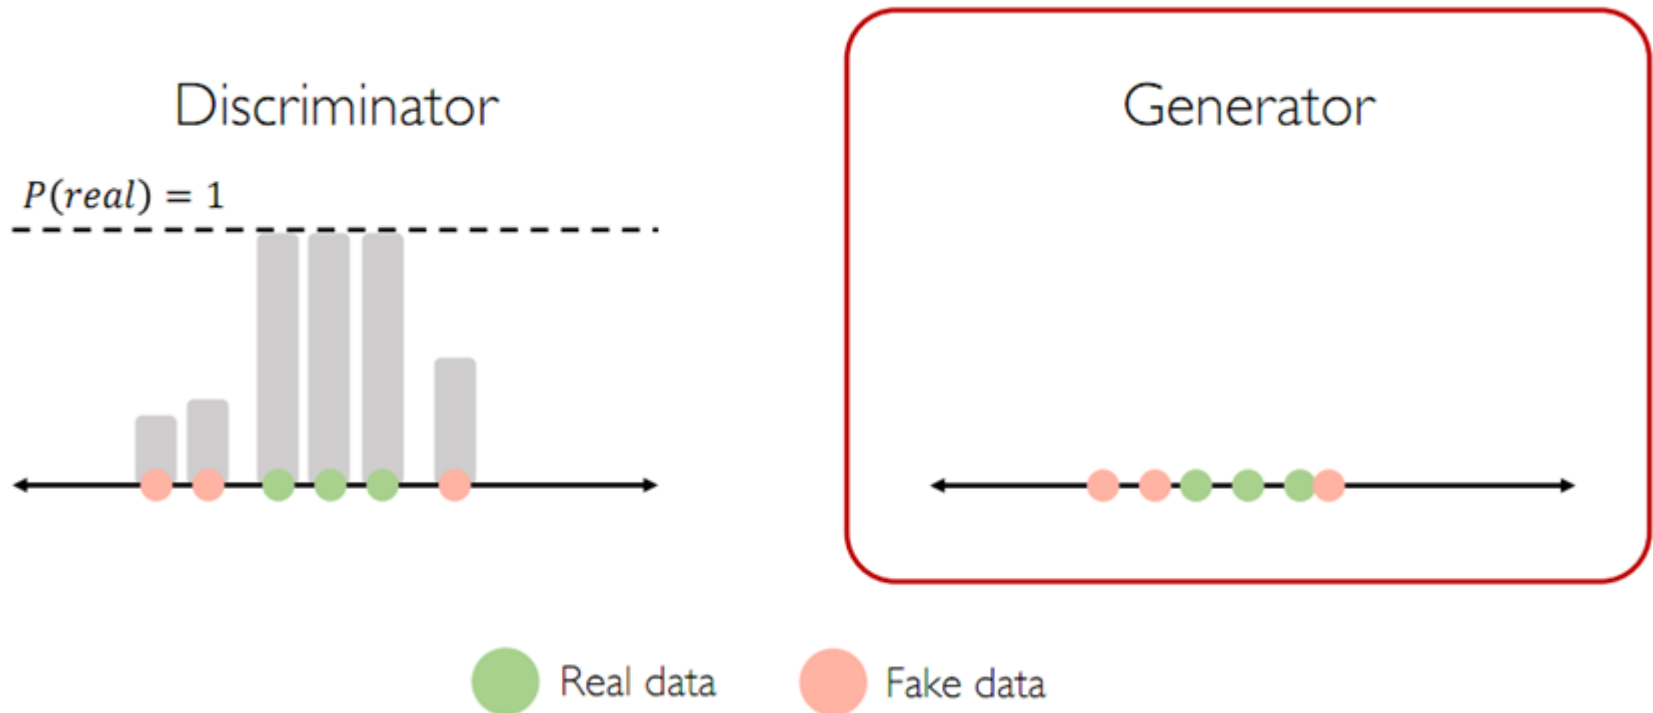 Discriminator
Generator
P(real) = 1
Real data
Fake data